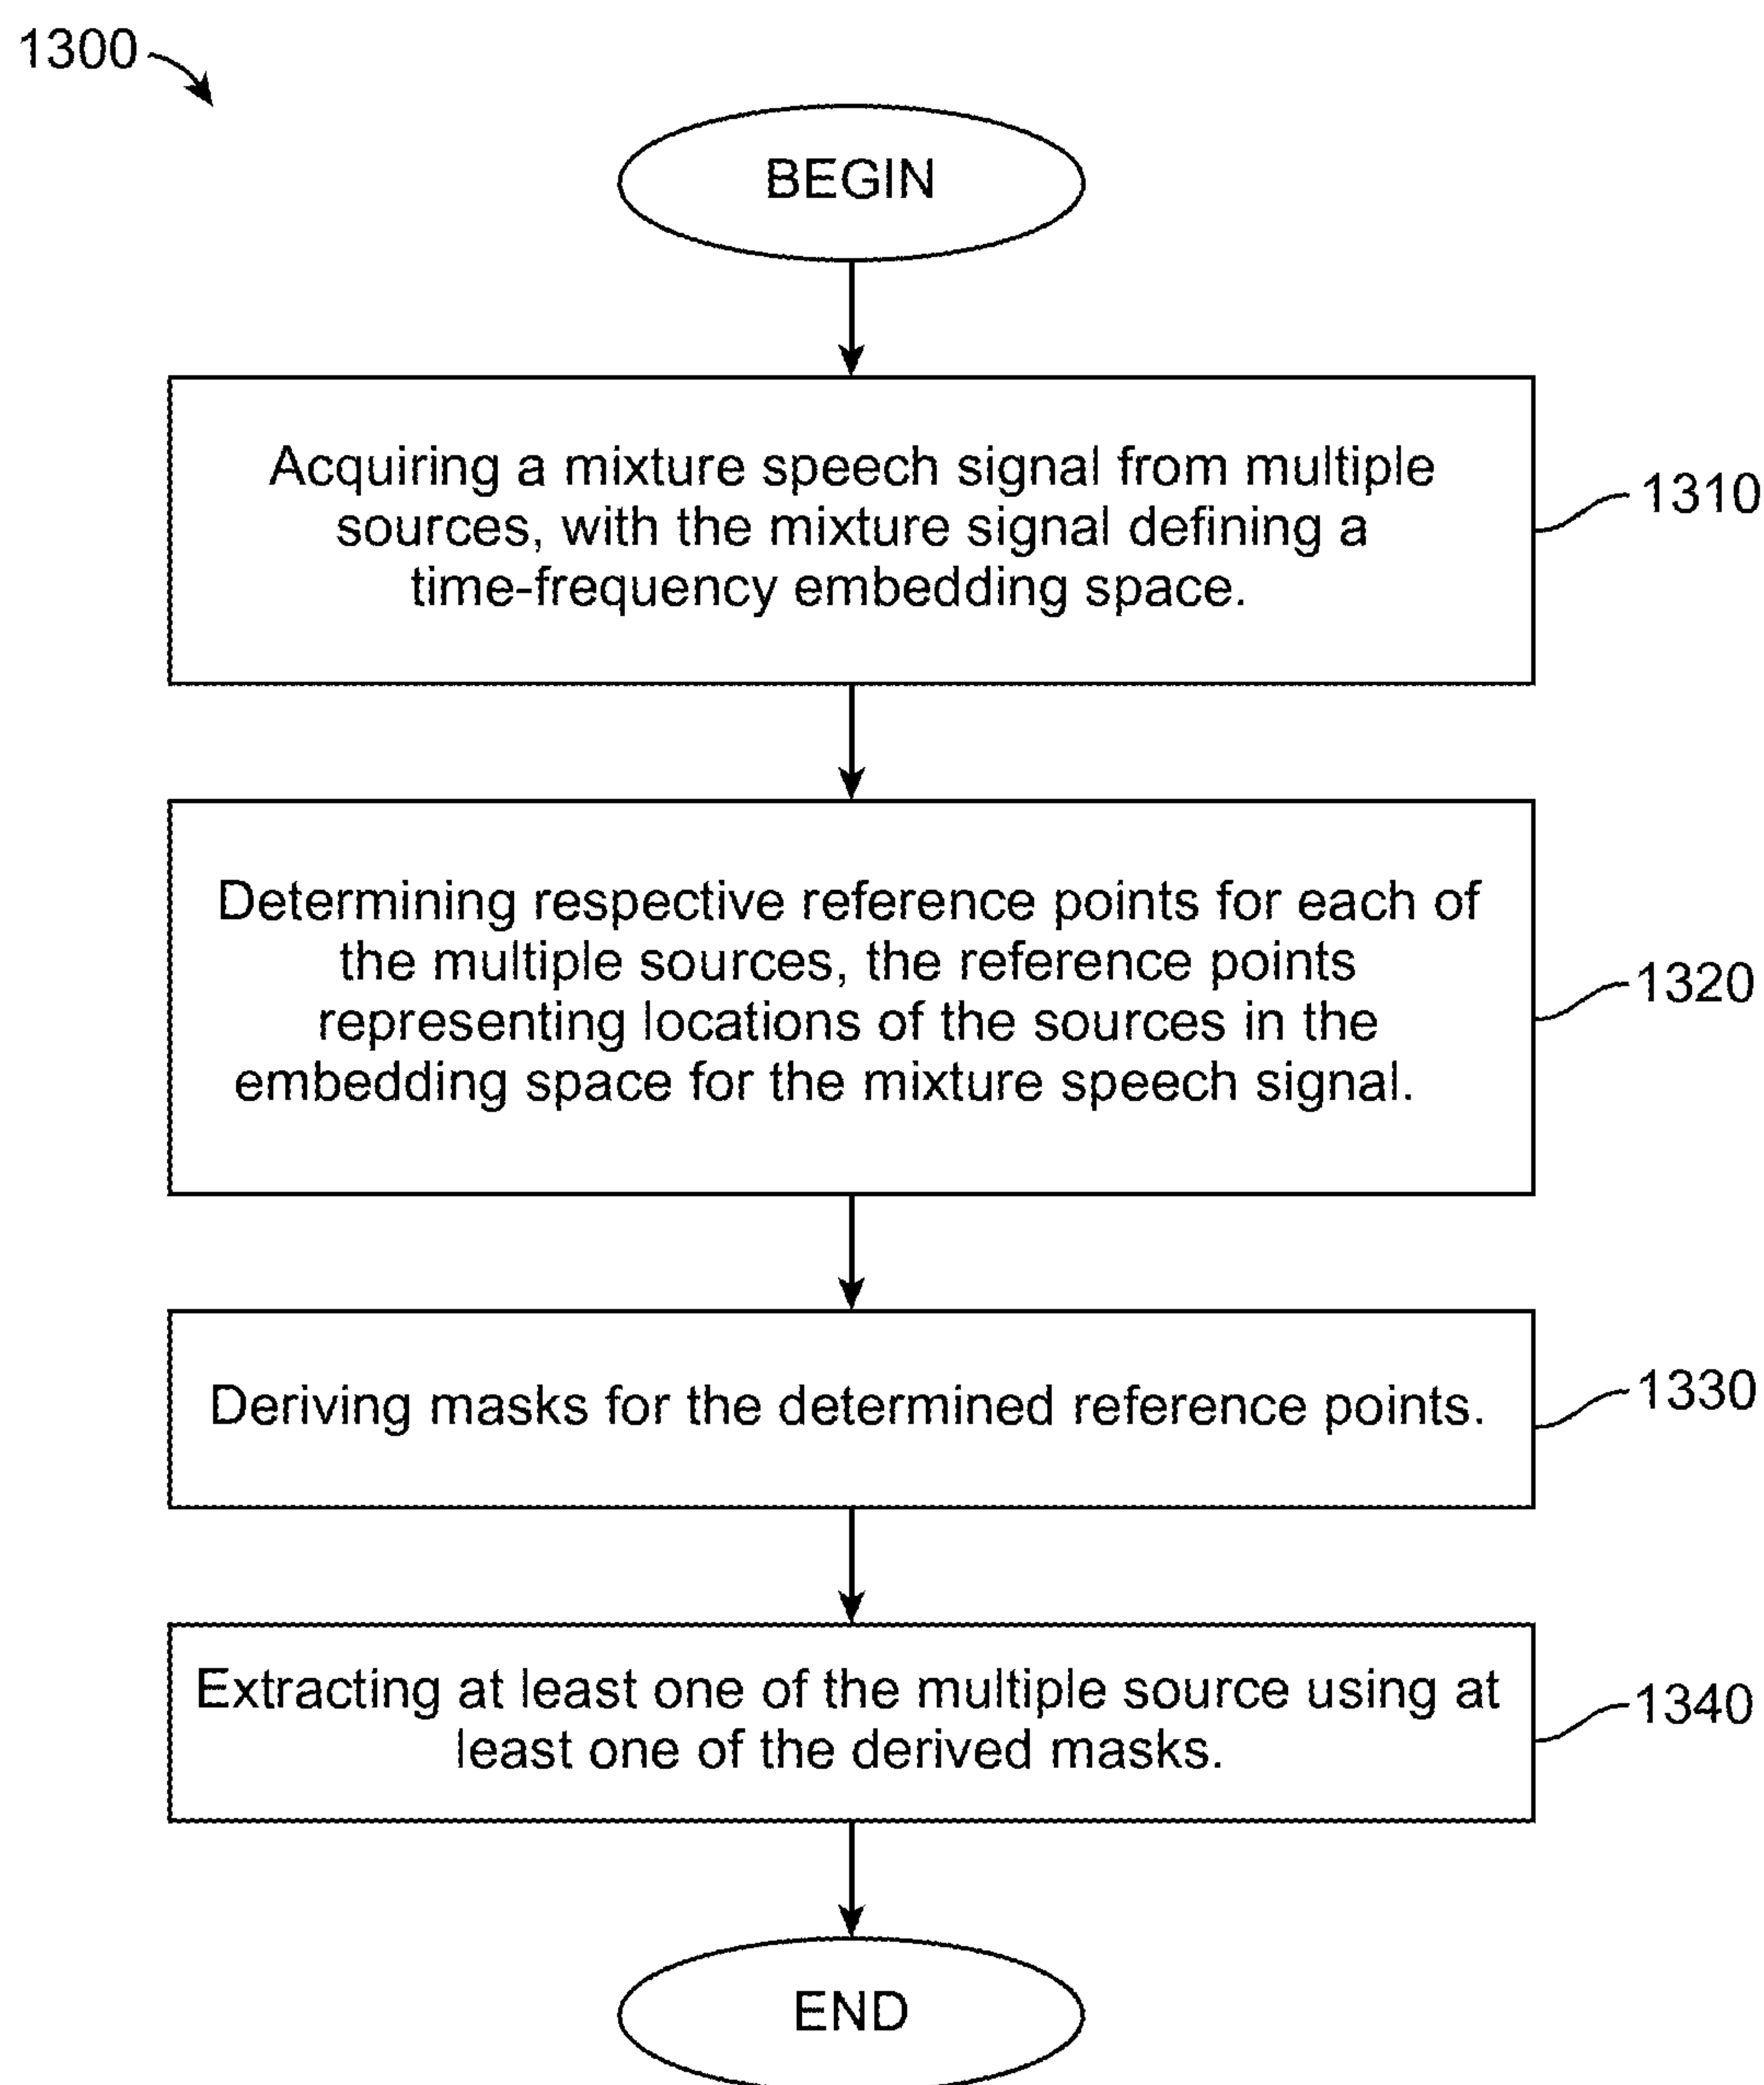 1300
BEGIN
Acquiring a mixture speech signal from multiple
sources, with the mixture signal defining a
time-frequency embedding space.
1310
Determining respective reference points for each of
the multiple sources, the reference points
representing locations of the sources in the
embedding space for the mixture speech signal.
1320
Deriving masks for the determined reference points.
1330
Extracting at least one of the multiple source using at
least one of the derived masks.
1340
END